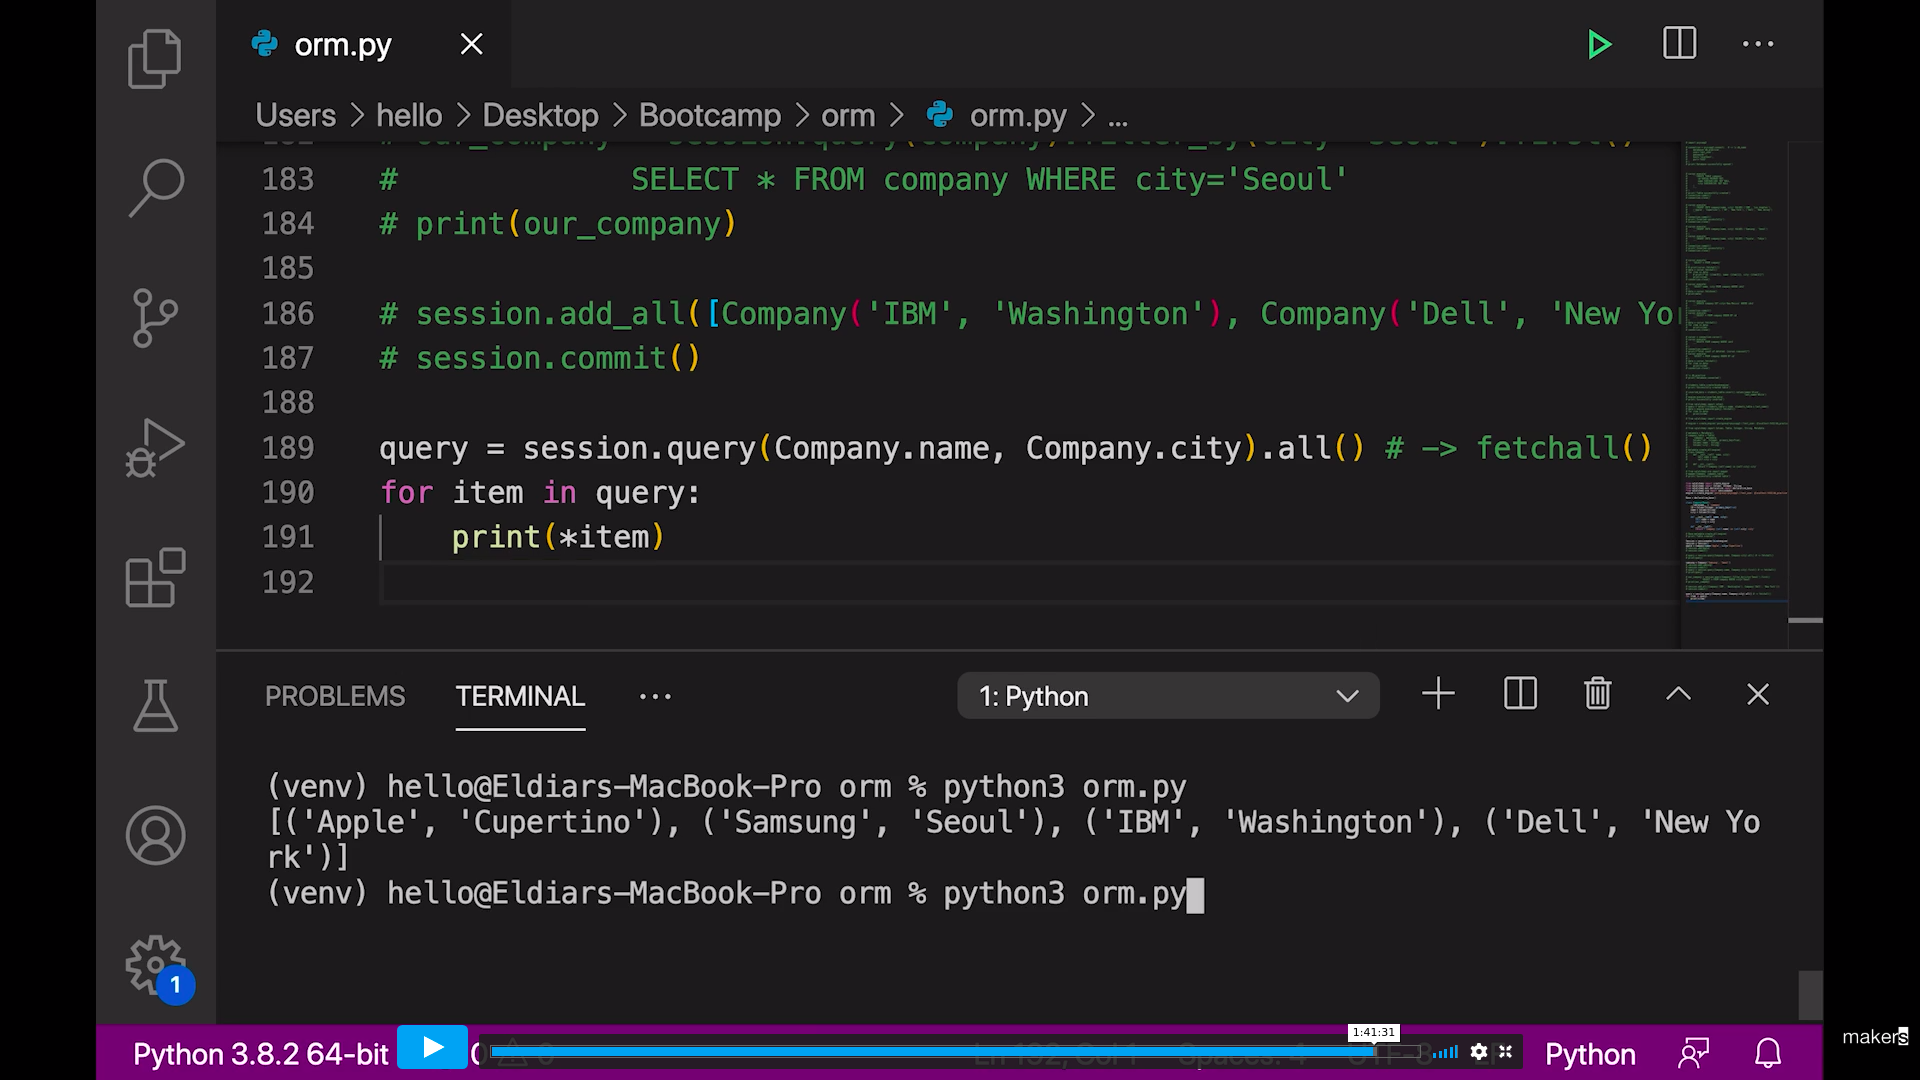 orm.py
Users > hello > Desktop > Bootcamp > orm > orm.py > ...
183 # SELECT * FROM company WHERE city='Seoul'
184 # print(our_company)
185
186 # session.add_all([Company('IBM', 'Washington'), Company('Dell', 'New Yo
187 # session.commit()
188
189 query = session.query(Company.name, Company.city).all() # -> fetchall()
190 for item in query:
191 print(*item)
192
PROBLEMS TERMINAL ... 1: Python
(venv) hello@Eldiars-MacBook-Pro orm % python3 orm.py
[('Apple', 'Cupertino'), ('Samsung', 'Seoul'), ('IBM', 'Washington'), ('Dell', 'New Yo
rk')]
(venv) hello@Eldiars-MacBook-Pro orm % python3 orm.py
1
1:41:31
Python 3.8.2 64-bit Python
makers